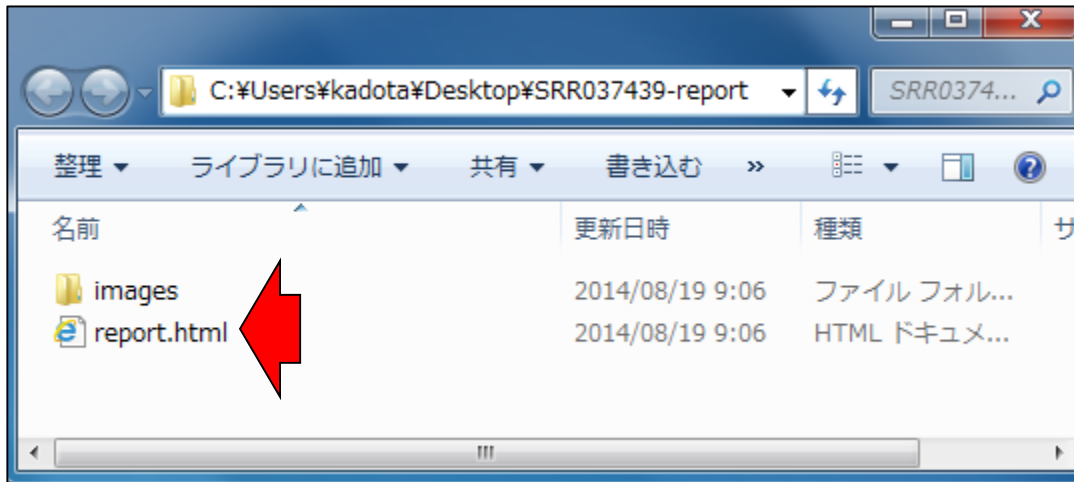 C:¥Users¥kadota¥Desktop¥SRR037439-report SRR0374...
整理 ライブラリに追加 共有 書き込む »
名前 更新日時 種類 サ
images 2014/08/19 9:06 ファイル フォル...
report.html 2014/08/19 9:06 HTML ドキュメ...